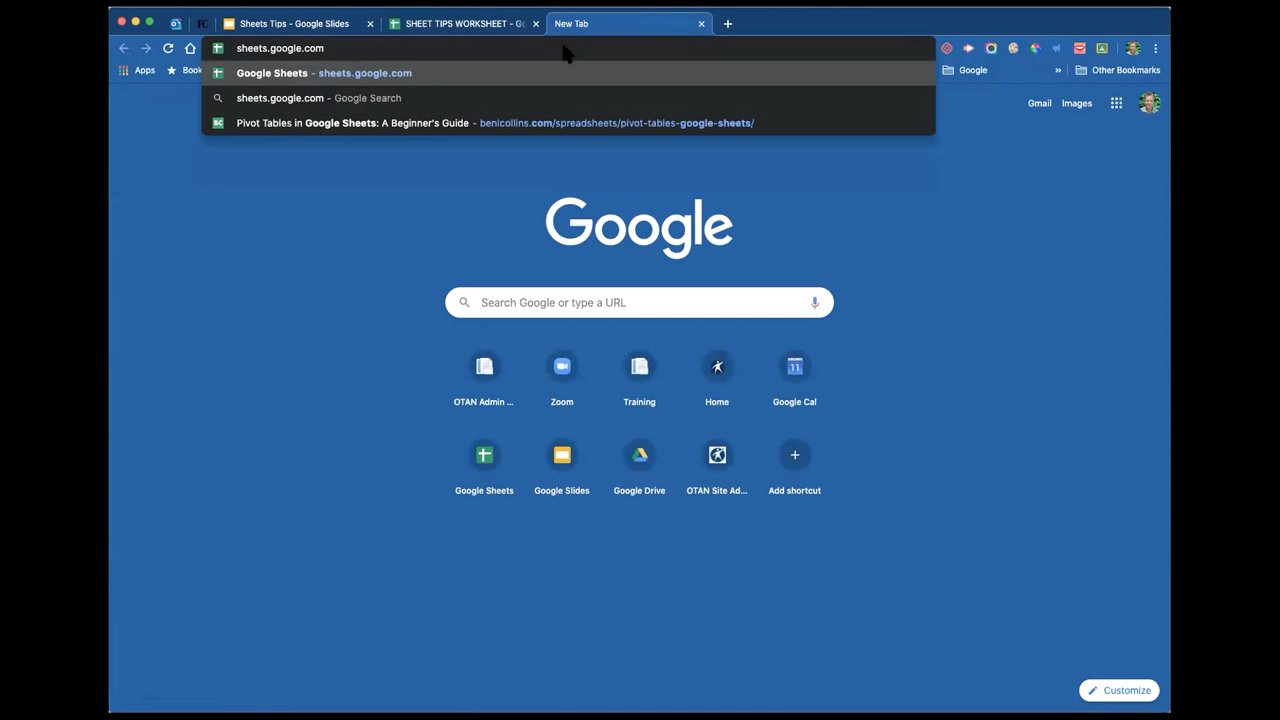 Sheets Tips - Google Slides
SHEET TIPS WORKSHEET - Go
New Tab
sheets.google.com
Apps
Book
Google Sheets - sheets.google.com
Google
»
Other Bookmarks
sheets.google.com - Google Search
Pivot Tables in Google Sheets: A Beginner's Guide - benlcollins.com/spreadsheets/pivot-tables-google-sheets/
Gmail
Images
Google
Search Google or type a URL
OTAN Admin ...
Zoom
Training
Home
Google Cal
Google Sheets
Google Slides
Google Drive
OTAN Site Ad...
Add shortcut
Customize